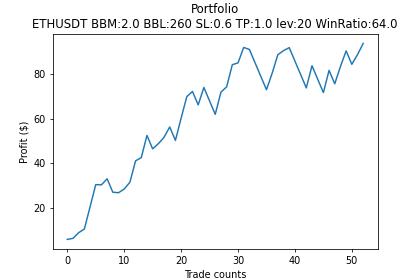 Portfolio
ETHUSDT BBM:2.0 BBL:260 SL:0.6 TP:1.0 lev:20 WinRatio:64.0
Profit ($)
80
60
40
20
0 10 20 30 40 50
Trade counts